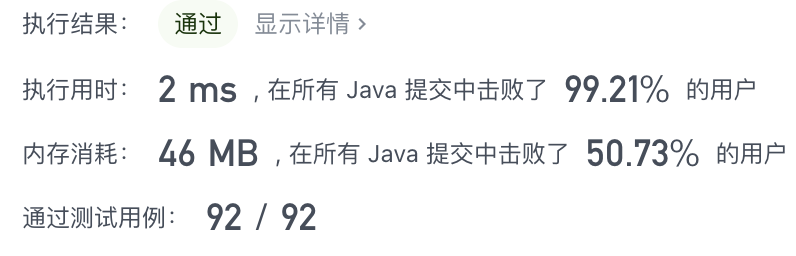 执行结果： 通过 显示详情 >
执行用时： 2 ms , 在所有 Java 提交中击败了 99.21% 的用户
内存消耗： 46 MB , 在所有 Java 提交中击败了 50.73% 的用户
通过测试用例： 92 / 92